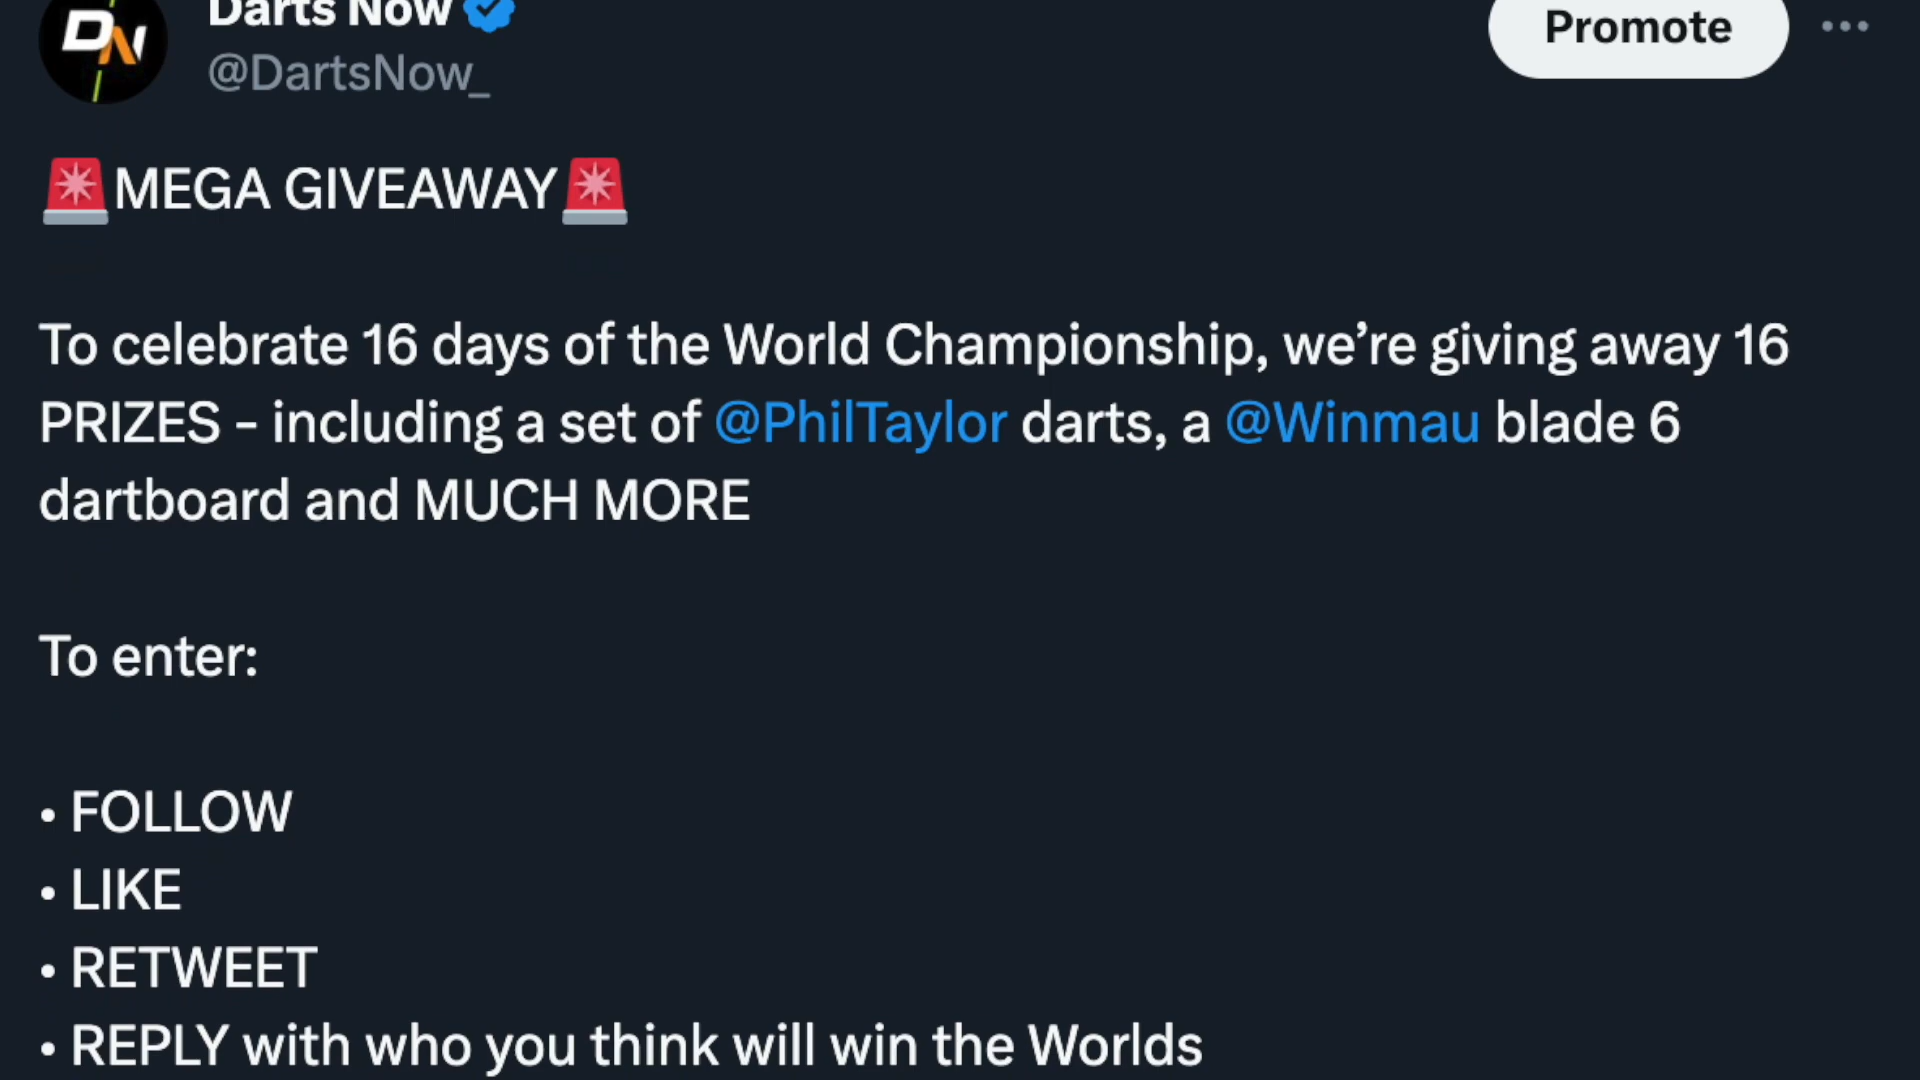 DN
Darts Now
@DartsNow_
Promote
🚨MEGA GIVEAWAY🚨
To celebrate 16 days of the World Championship, we’re giving away 16
PRIZES – including a set of @PhilTaylor darts, a @Winmau blade 6
dartboard and MUCH MORE
To enter:
• FOLLOW
• LIKE
• RETWEET
• REPLY with who you think will win the Worlds